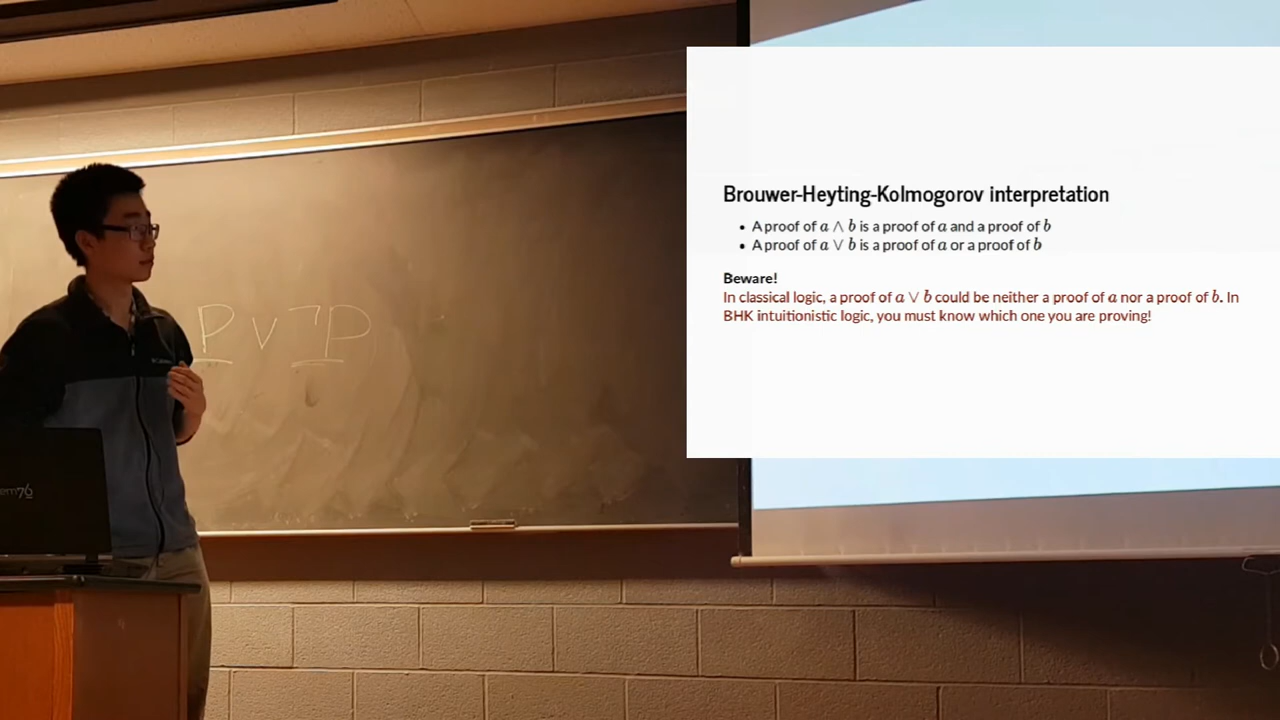 P ∨ ¬P
em76
Brouwer-Heyting-Kolmogorov interpretation
• A proof of a ∧ b is a proof of a and a proof of b
• A proof of a ∨ b is a proof of a or a proof of b
Beware!
In classical logic, a proof of a ∨ b could be neither a proof of a nor a proof of b. In
BHK intuitionistic logic, you must know which one you are proving!